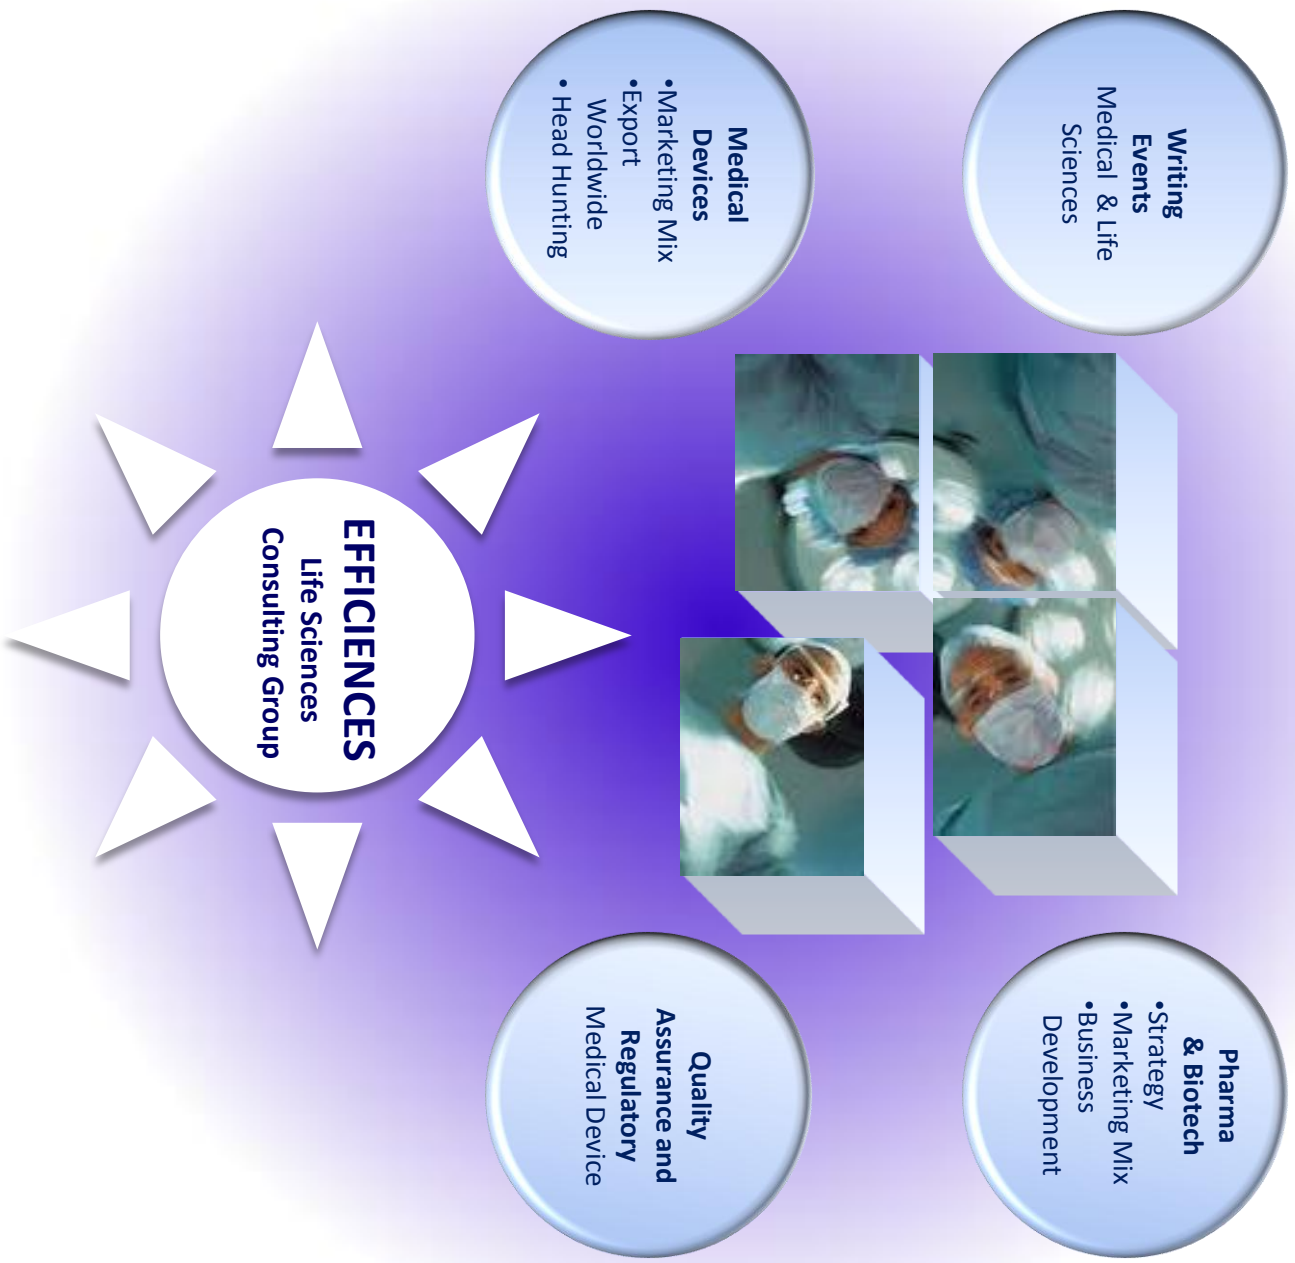 Writing
Events
Medical & Life
Sciences
Pharma
& Biotech
•Strategy
•Marketing Mix
•Business
Development
Medical
Devices
•Marketing Mix
•Export
Worldwide
• Head Hunting
Quality
Assurance and
Regulatory
Medical Device
EFFICIENCES
Life Sciences
Consulting Group